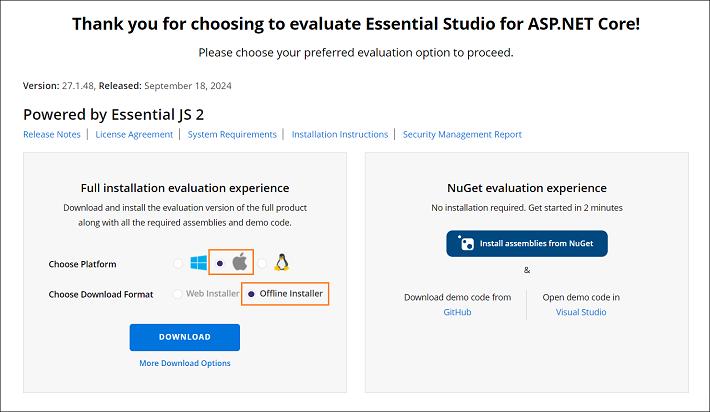 Thank you for choosing to evaluate Essential Studio for ASP.NET Core!
Please choose your preferred evaluation option to proceed.
Version: 27.1.48, Released: September 18, 2024
Powered by Essential JS 2
Release Notes | License Agreement | System Requirements | Installation Instructions | Security Management Report
Full installation evaluation experience
Download and install the evaluation version of the full product
along with all the required assemblies and demo code.
Choose Platform
Choose Download Format Web Installer Offline Installer
DOWNLOAD
More Download Options
NuGet evaluation experience
No installation required. Get started in 2 minutes
Install assemblies from NuGet
&
Download demo code from
GitHub
Open demo code in
Visual Studio